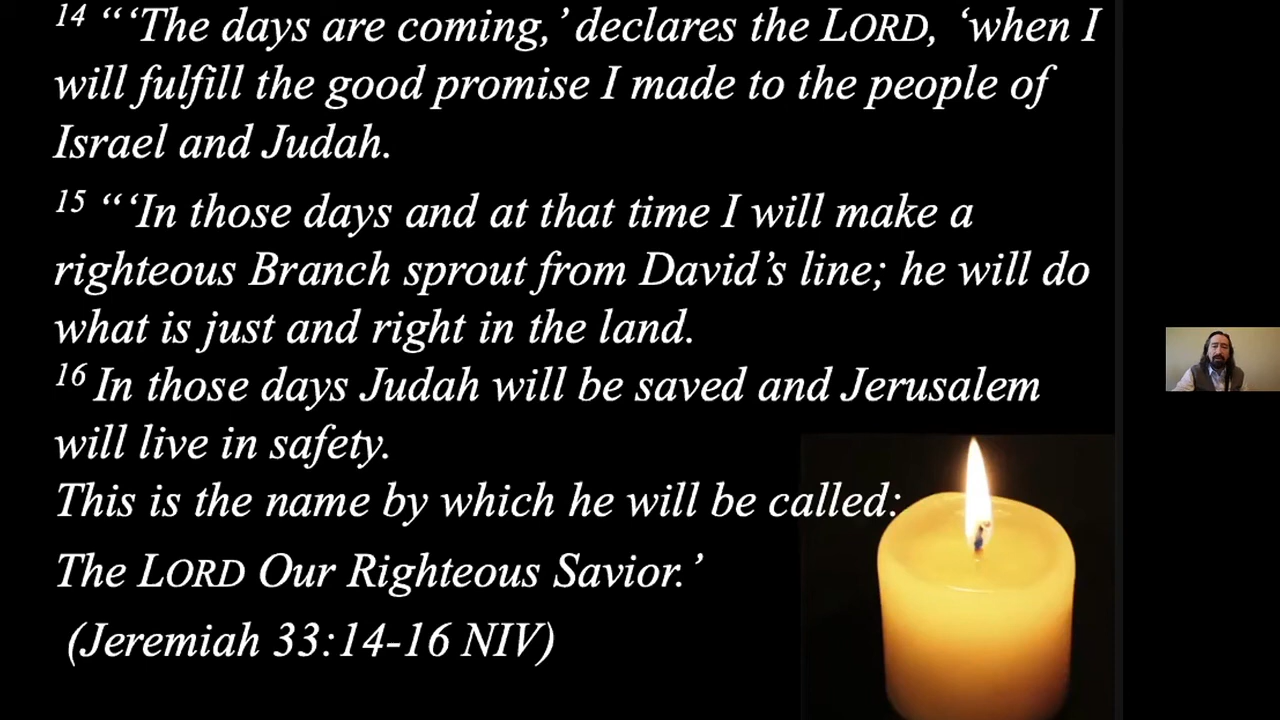 14 “‘The days are coming,’ declares the LORD, ‘when I
will fulfill the good promise I made to the people of
Israel and Judah.
15 “‘In those days and at that time I will make a
righteous Branch sprout from David’s line; he will do
what is just and right in the land.
16 In those days Judah will be saved and Jerusalem
will live in safety.
This is the name by which he will be called:
The LORD Our Righteous Savior.’
(Jeremiah 33:14-16 NIV)